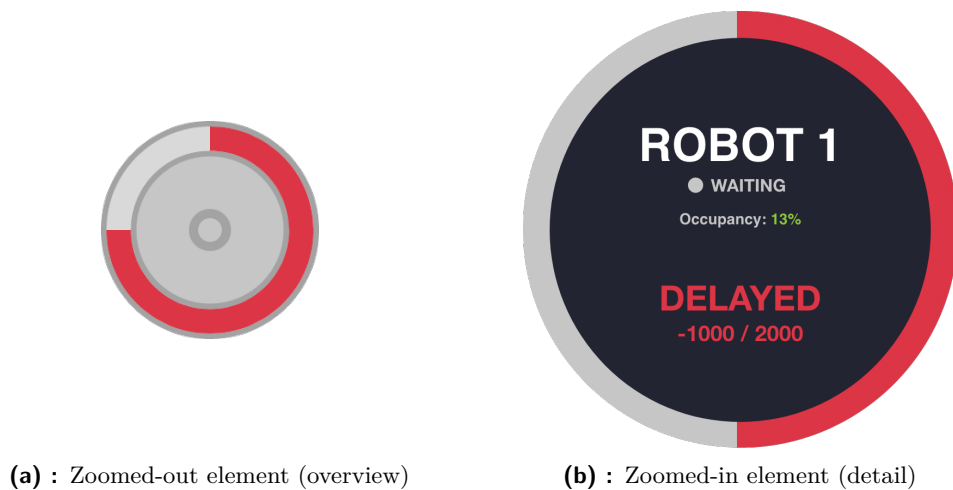 ROBOT 1
WAITING
Occupancy: 13%
DELAYED
-1000 / 2000
(a) : Zoomed-out element (overview)
(b) : Zoomed-in element (detail)